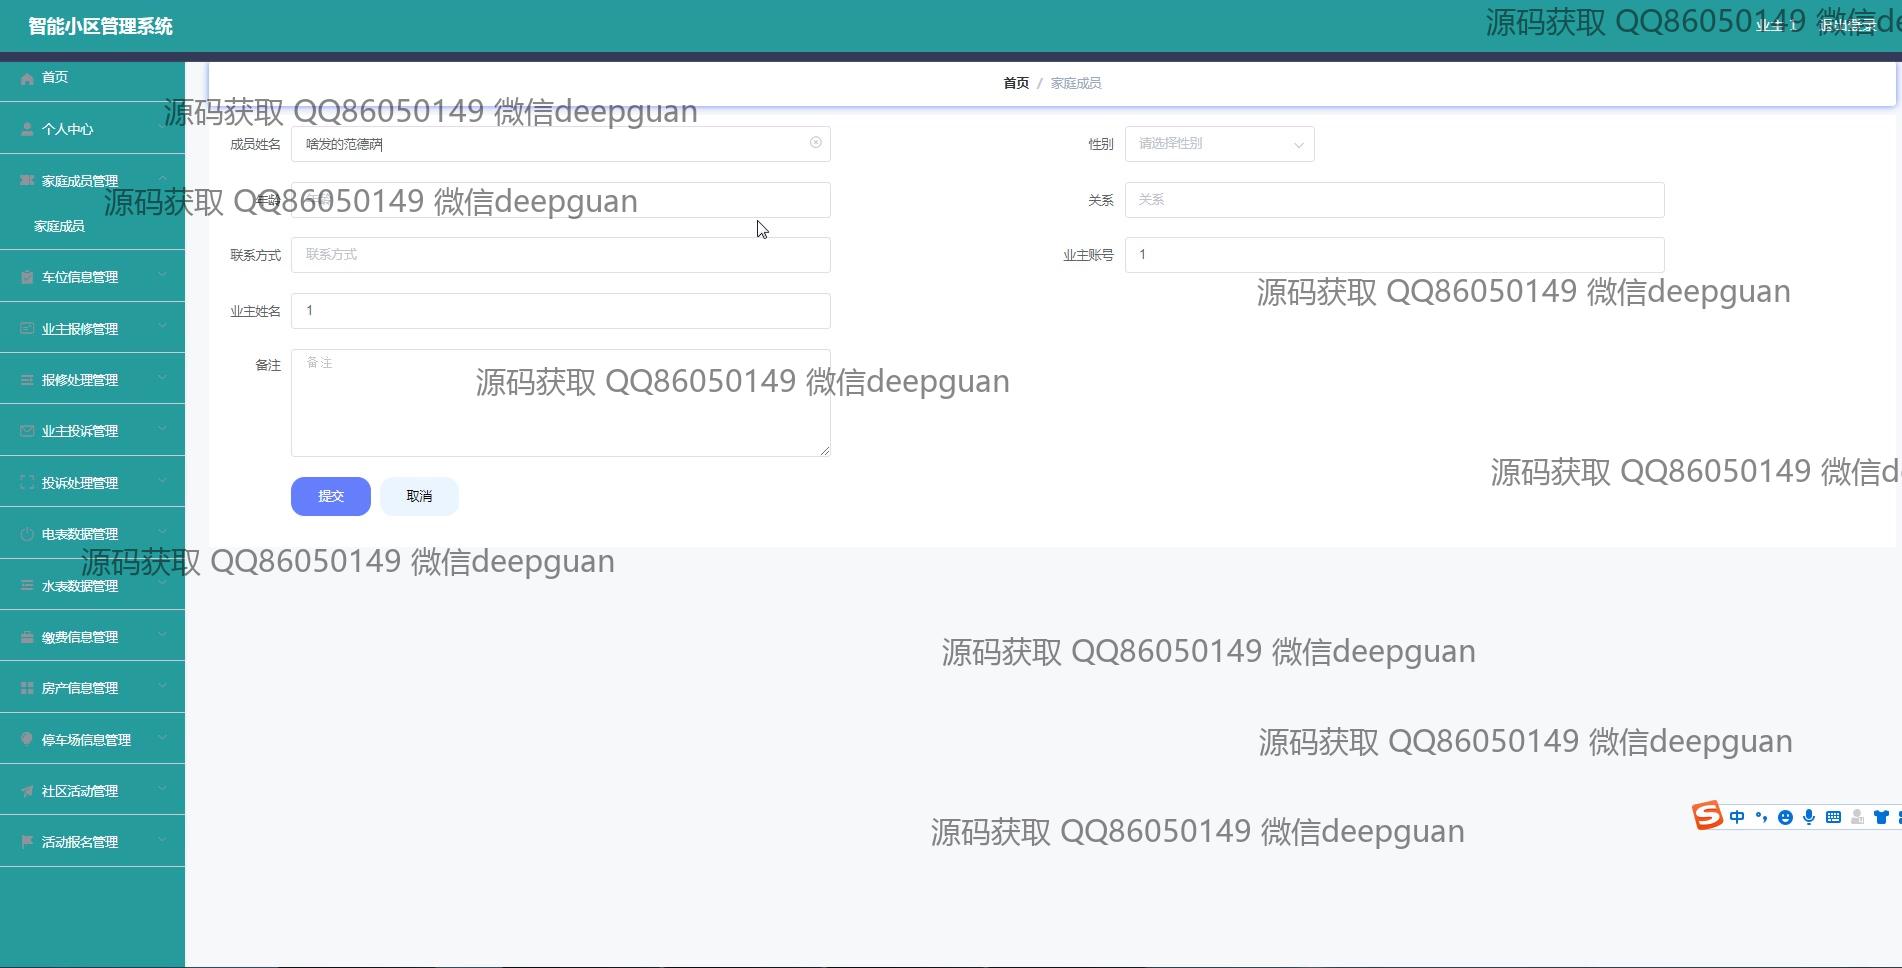 智能小区管理系统
源码获取 QQ86050149 微信de
业主 1 退出登录
首页
首页 / 家庭成员
源码获取 QQ86050149 微信deepguan
个人中心
成员姓名 啥发的范德萨
性别 请选择性别
家庭成员管理
源码获取 QQ86050149 微信deepguan
年龄 年龄
关系 关系
家庭成员
联系方式 联系方式
业主账号 1
车位信息管理
源码获取 QQ86050149 微信deepguan
业主姓名 1
业主报修管理
备注 备注
报修处理管理
源码获取 QQ86050149 微信deepguan
业主投诉管理
源码获取 QQ86050149 微信d
投诉处理管理
提交 取消
电表数据管理
源码获取 QQ86050149 微信deepguan
水表数据管理
缴费信息管理
源码获取 QQ86050149 微信deepguan
房产信息管理
停车场信息管理
源码获取 QQ86050149 微信deepguan
社区活动管理
S 中
源码获取 QQ86050149 微信deepguan
活动报名管理